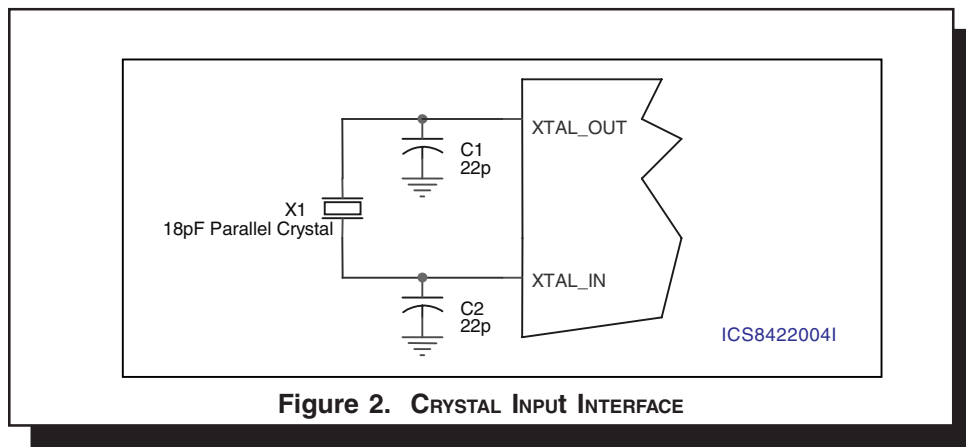 XTAL_OUT
C1
22p
X1
18pF Parallel Crystal
XTAL_IN
C2
22p
ICS8422004I
Figure 2. CRYSTAL INPUt INTERFACE